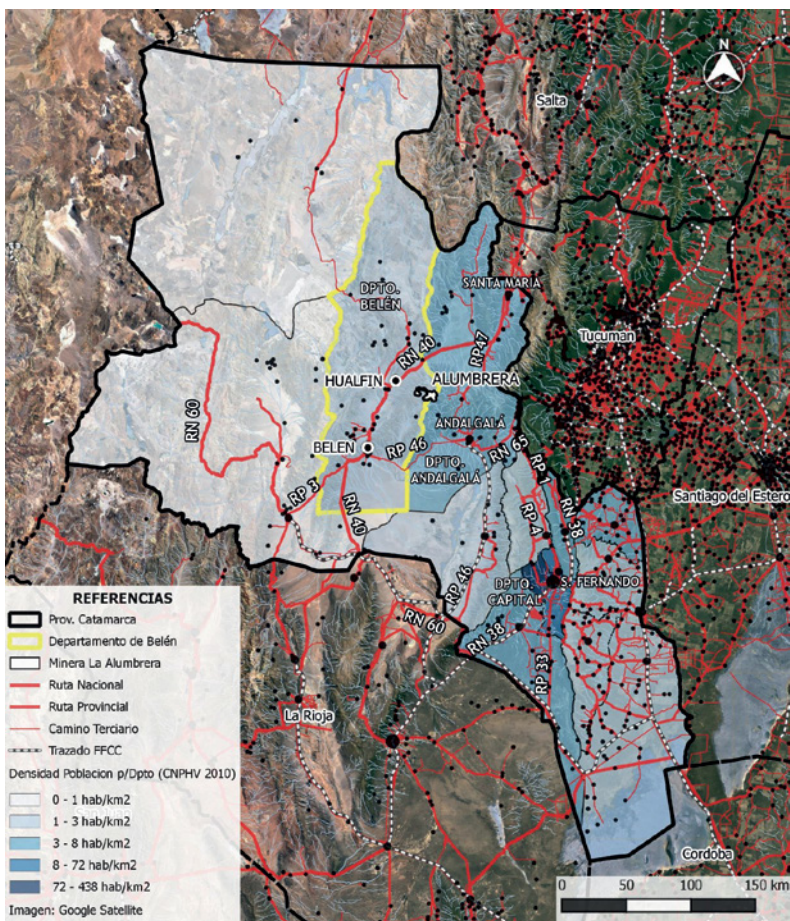 N
Salta
DPTO.
BELÉN
SANTA MARÍA
Tucuman
RP47
RN 40
HUALFIN
ALUMBRERA
RN 60
ANDALGALÁ
BELEN
RP 46
RN 65
DPTO.
ANDALGALÁ
RP 1
RP 3
RN 40
RP 4
RN 38
Santiago del Estero
DPTO.
CAPITAL
S. FERNANDO
RP 46
RN 60
RN 38
RP 33
La Rioja
Cordoba
REFERENCIAS
Prov. Catamarca
Departamento de Belén
Minera La Alumbrera
Ruta Nacional
Ruta Provincial
Camino Terciario
Trazado FFCC
Densidad Poblacion p/Dpto (CNPHV 2010)
0 - 1 hab/km2
1 - 3 hab/km2
3 - 8 hab/km2
8 - 72 hab/km2
72 - 438 hab/km2
Imagen: Google Satellite
0 50 100 150 km